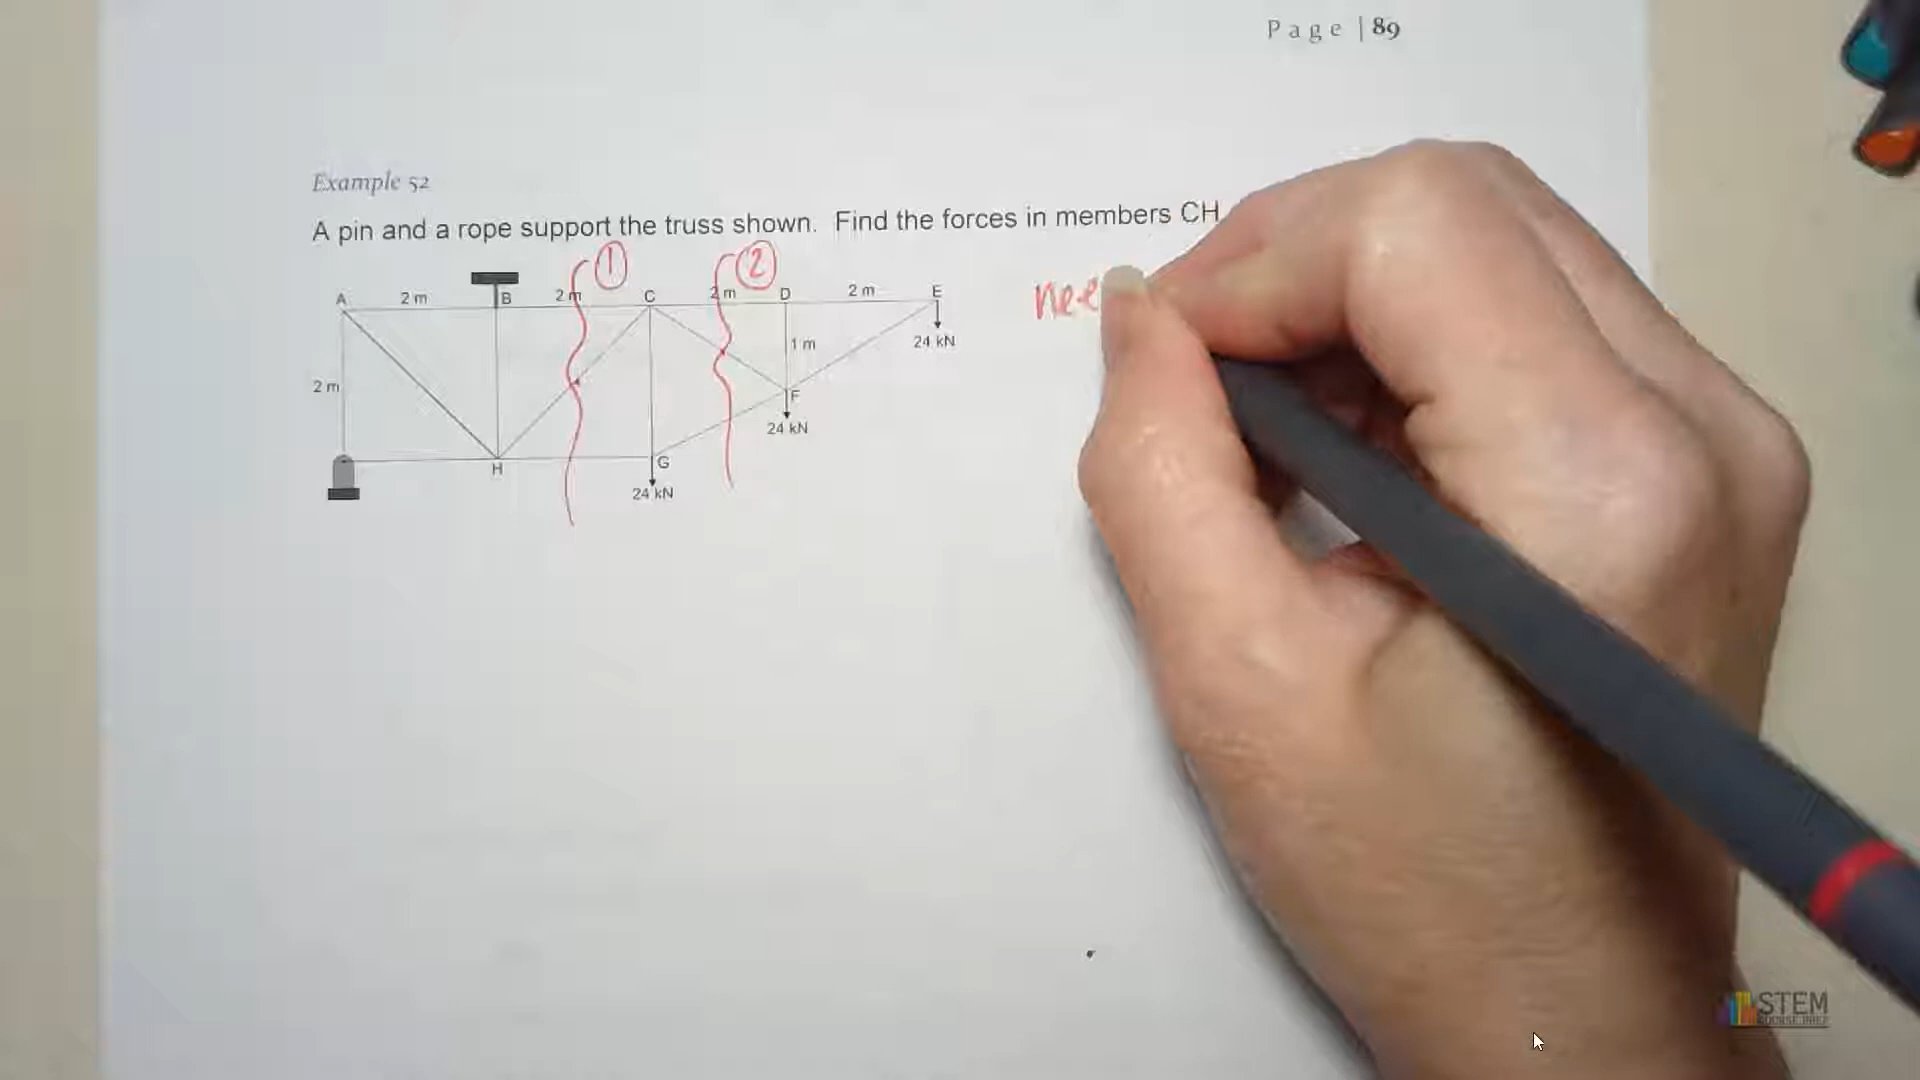 Page | 89
Example 52
A pin and a rope support the truss shown. Find the forces in members CH
① ②
A 2 m B 2 m C 2 m D 2 m E
2 m 1 m 24 kN
F
24 kN
H G
24 kN
nee
STEM